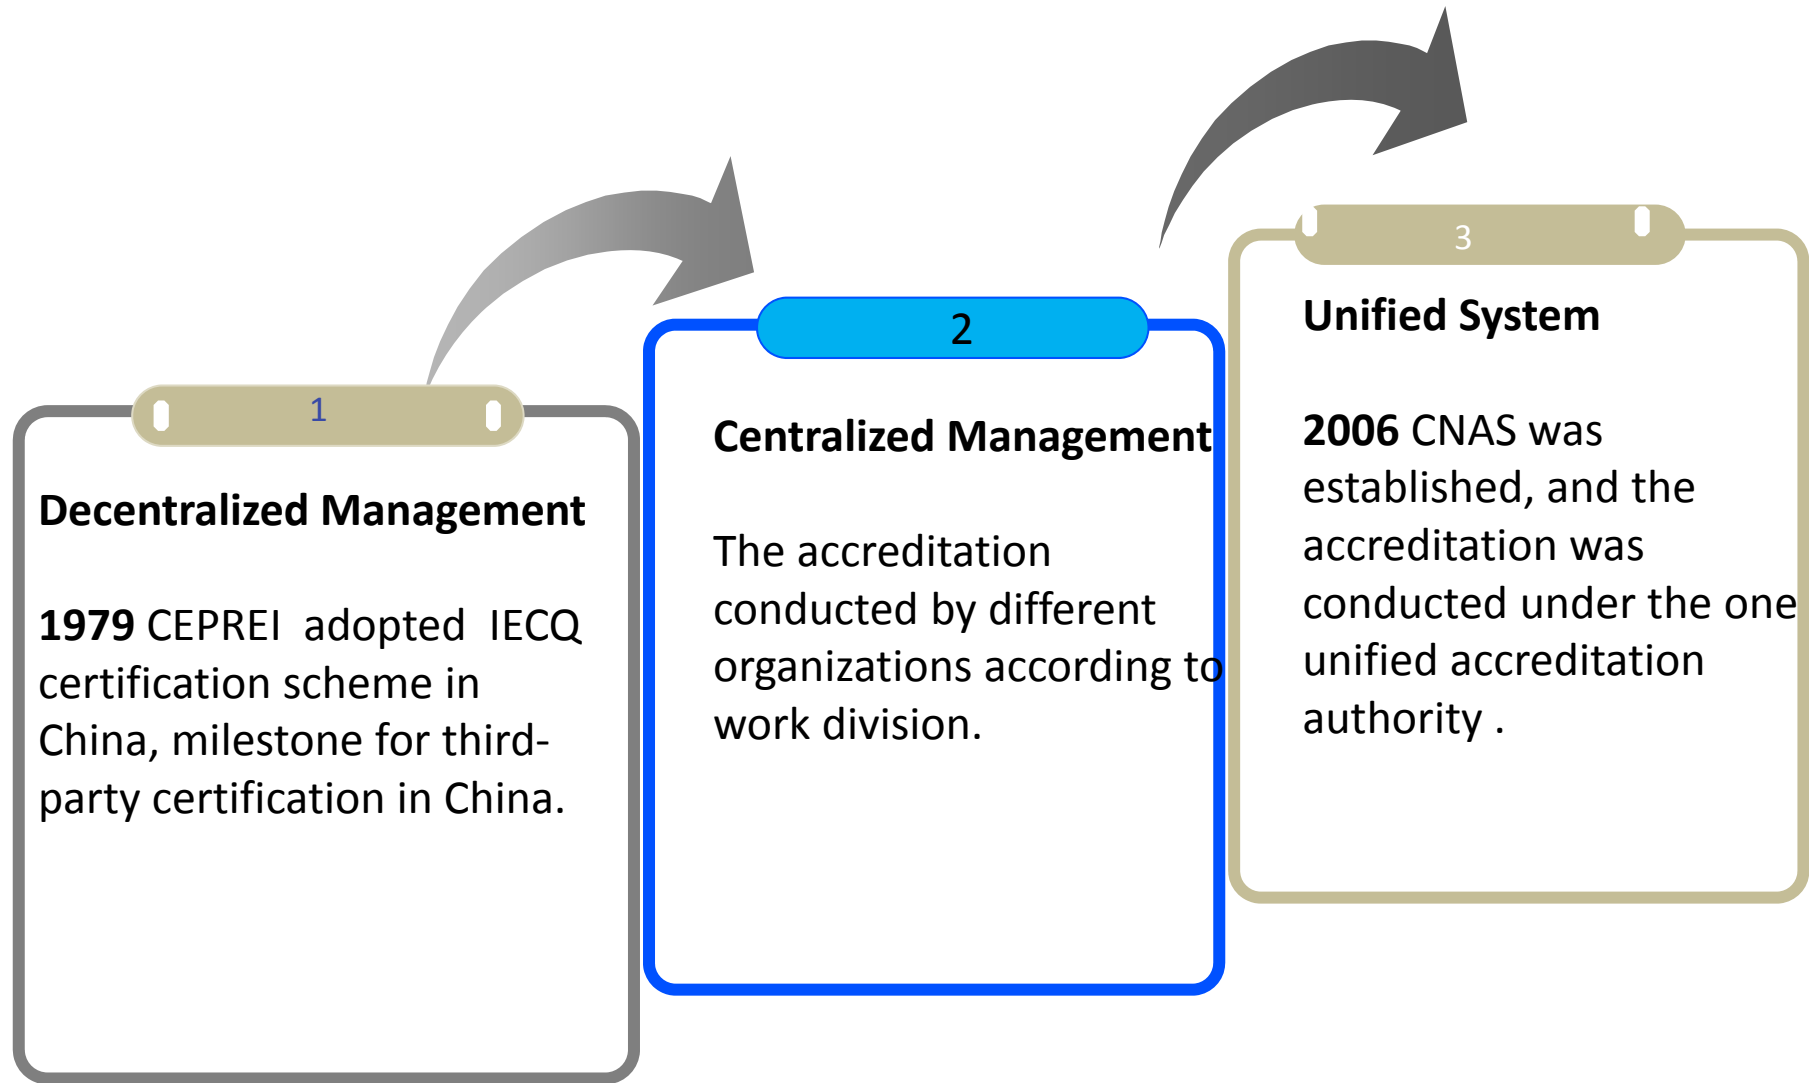 1
Decentralized Management
1979 CEPREI  adopted  IECQ
certification scheme in
China, milestone for third-
party certification in China.
2
Centralized Management
The accreditation
conducted by different
organizations according to
work division.
3
Unified System
2006 CNAS was
established, and the
accreditation was
conducted under the one
unified accreditation
authority .